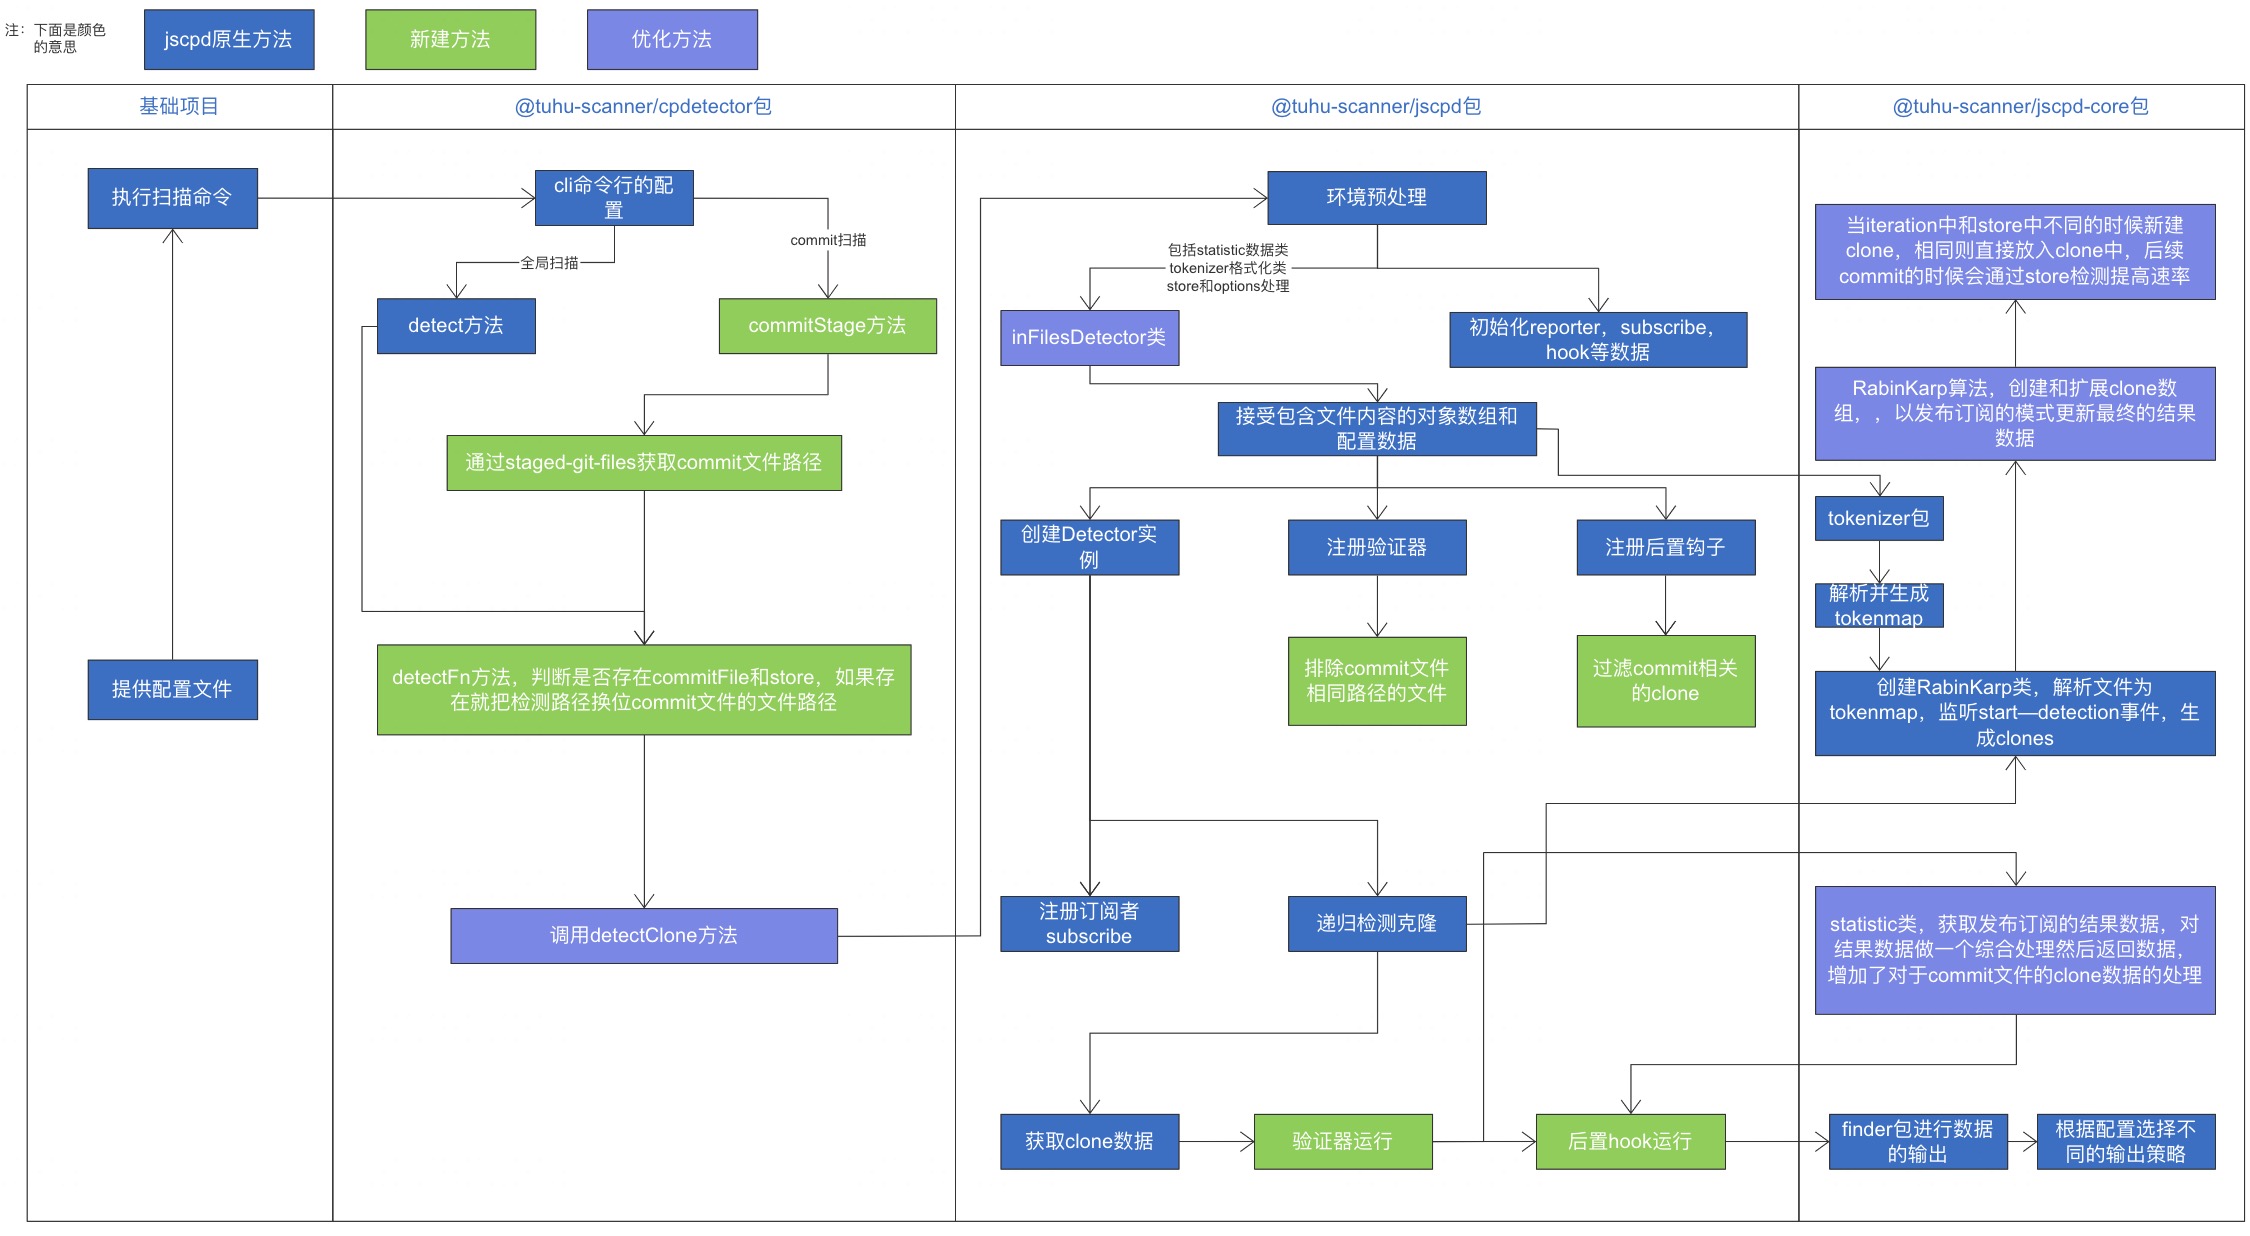 注：下面是颜色
的意思
jscpd原生方法
新建方法
优化方法
基础项目
@tuhu-scanner/cpdetector包
@tuhu-scanner/jscpd包
@tuhu-scanner/jscpd-core包
执行扫描命令
提供配置文件
cli命令行的配
置
commit扫描
全局扫描
detect方法
commitStage方法
通过staged-git-files获取commit文件路径
detectFn方法，判断是否存在commitFile和store，如果存
在就把检测路径换位commit文件的文件路径
调用detectClone方法
环境预处理
包括statistic数据类
tokenizer格式化类
store和options处理
inFilesDetector类
初始化reporter，subscribe，
hook等数据
接受包含文件内容的对象数组和
配置数据
创建Detector实
例
注册验证器
注册后置钩子
排除commit文件
相同路径的文件
过滤commit相关
的clone
注册订阅者
subscribe
递归检测克隆
获取clone数据
验证器运行
后置hook运行
当iteration中和store中不同的时候新建
clone，相同则直接放入clone中，后续
commit的时候会通过store检测提高速率
RabinKarp算法，创建和扩展clone数
组，，以发布订阅的模式更新最终的结果
数据
tokenizer包
解析并生成
tokenmap
创建RabinKarp类，解析文件为
tokenmap，监听start—detection事件，生
成clones
statistic类，获取发布订阅的结果数据，对
结果数据做一个综合处理然后返回数据，
增加了对于commit文件的clone数据的处理
finder包进行数据
的输出
根据配置选择不
同的输出策略